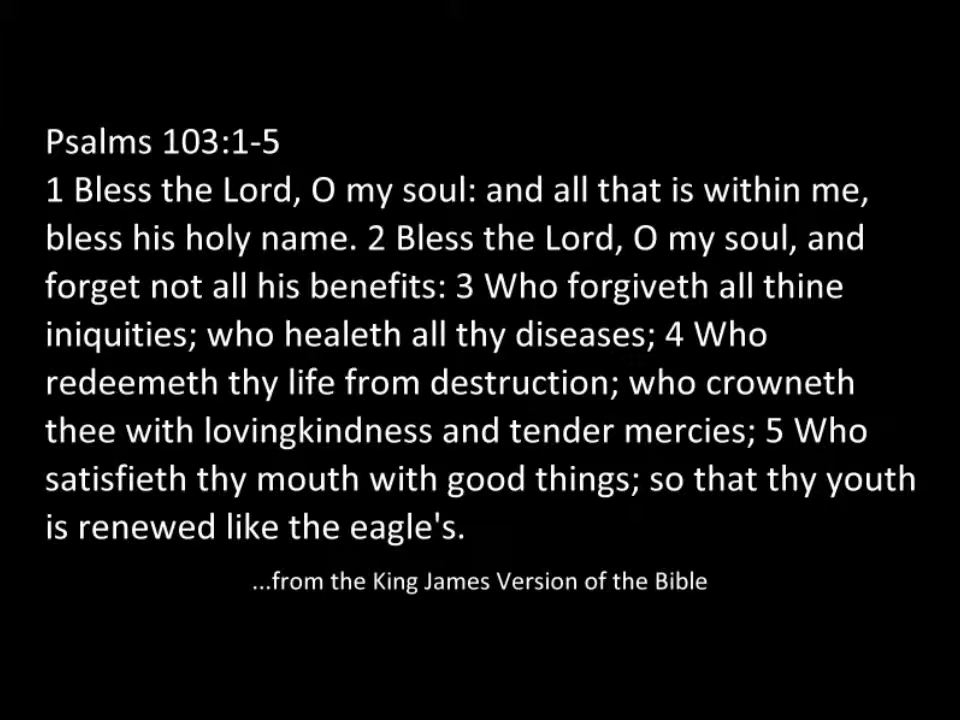 Psalms 103:1-5
1 Bless the Lord, O my soul: and all that is within me,
bless his holy name. 2 Bless the Lord, O my soul, and
forget not all his benefits: 3 Who forgiveth all thine
iniquities; who healeth all thy diseases; 4 Who
redeemeth thy life from destruction; who crowneth
thee with lovingkindness and tender mercies; 5 Who
satisfieth thy mouth with good things; so that thy youth
is renewed like the eagle's.
...from the King James Version of the Bible